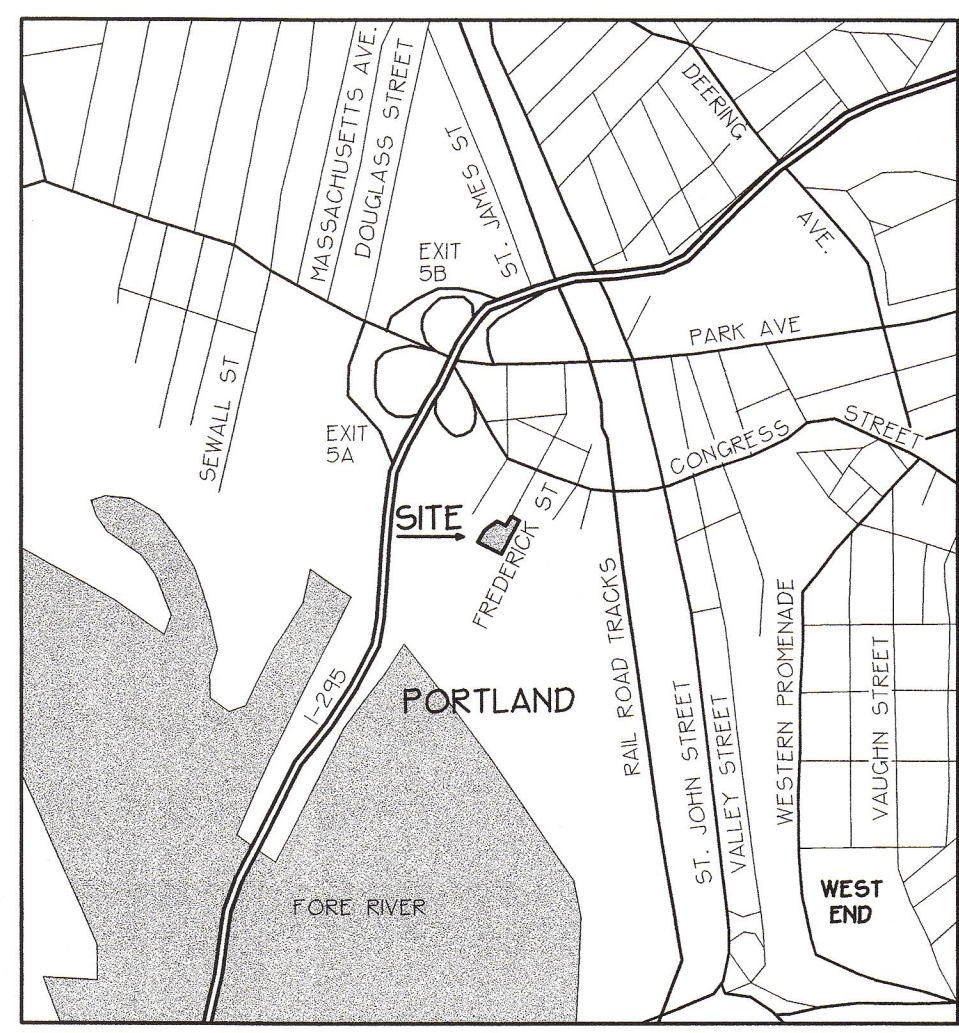 MASSACHUSETTS AVE.
DOUGLASS STREET
ST. JAMES ST
DEERING
AVE.
EXIT
5B
PARK AVE
SEWALL ST
EXIT
5A
CONGRESS
STREET
SITE
FREDERICK ST
RAIL ROAD TRACKS
I-295
PORTLAND
ST. JOHN STREET
VALLEY STREET
WESTERN PROMENADE
VAUGHN STREET
WEST
END
FORE RIVER